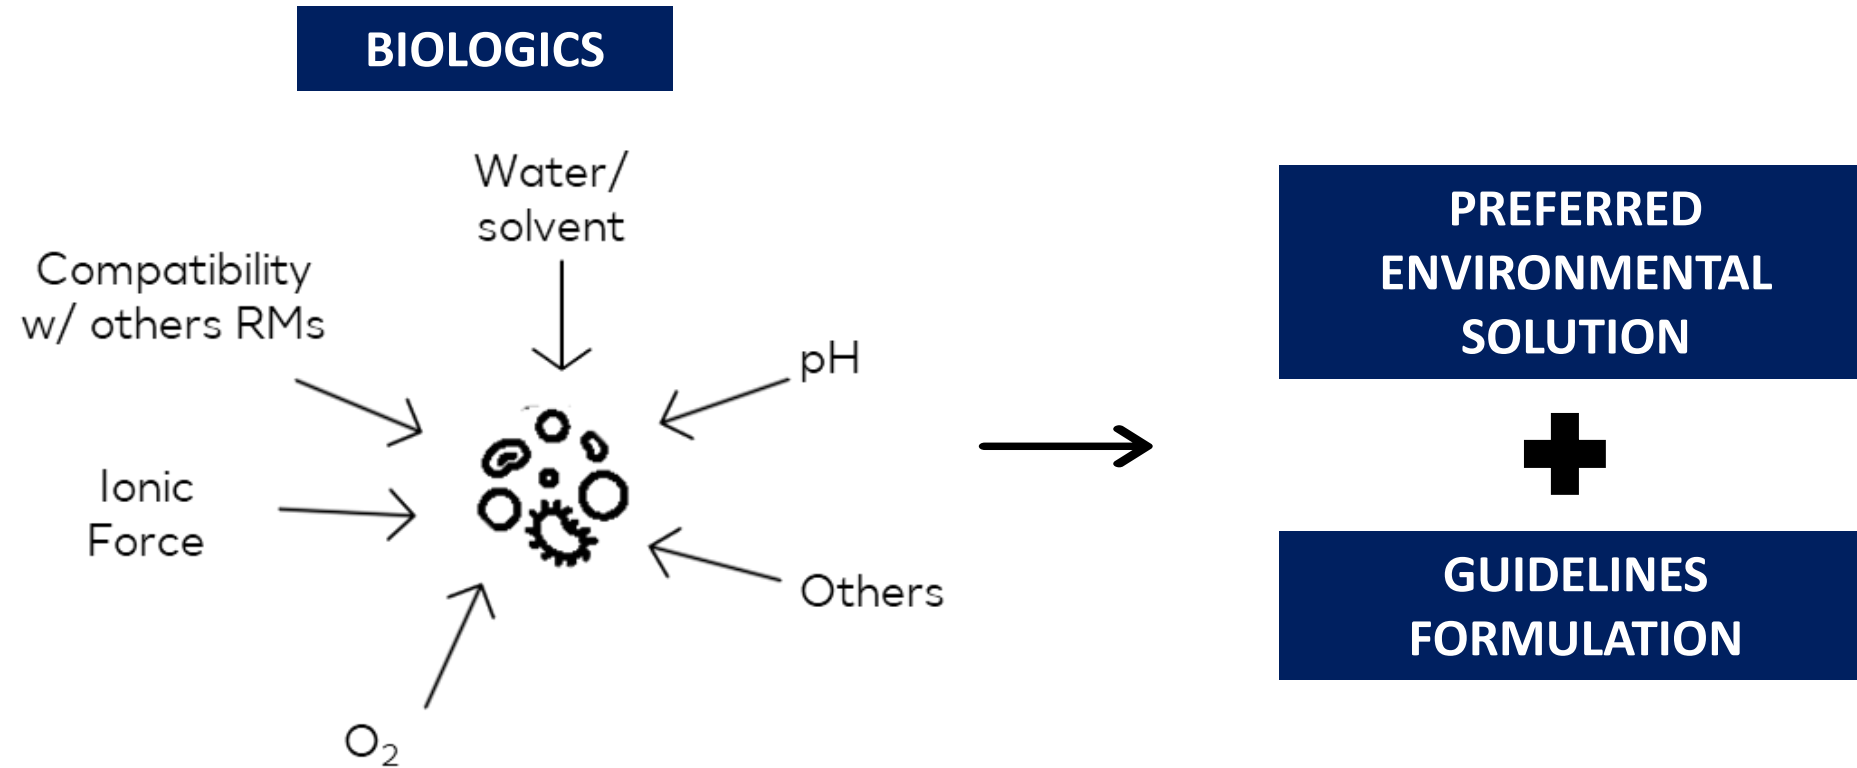 BIOLOGICS
Water/
solvent
Compatibility
w/ others RMs
pH
Ionic
Force
Others
O₂
PREFERRED
ENVIRONMENTAL
SOLUTION
GUIDELINES
FORMULATION